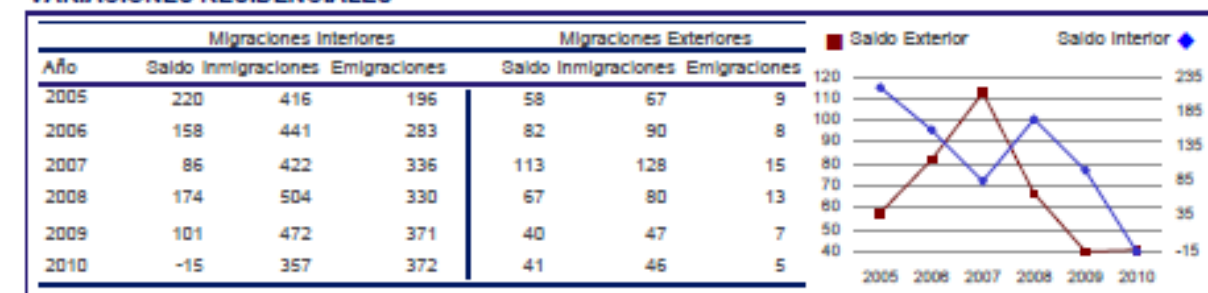 VARIACIONES RESIDENCIALES
Migraciones Interiores Migraciones Exteriores
Año Saldo Inmigraciones Emigraciones Saldo Inmigraciones Emigraciones
2005 220 416 196 58 67 9
2006 158 441 283 82 90 8
2007 86 422 336 113 128 15
2008 174 504 330 67 80 13
2009 101 472 371 40 47 7
2010 -15 357 372 41 46 5
Saldo Exterior Saldo Interior
120 235
110
100 185
90 135
80
70 85
60 35
50
40 -15
2005 2006 2007 2008 2009 2010